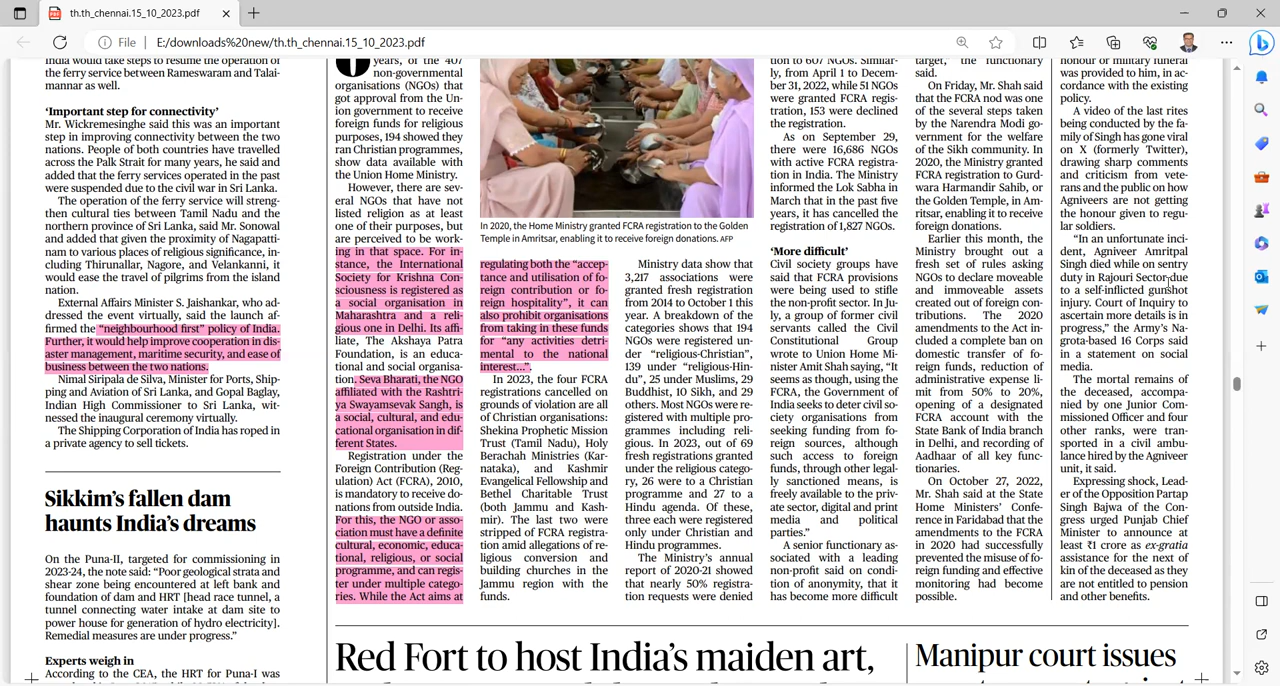 th.th_chennai.15_10_2023.pdf
File
E:/downloads%20new/th.th_chennai.15_10_2023.pdf
India would take steps to resume the operation of
the ferry service between Rameswaram and Talai-
mannar as well.
‘Important step for connectivity’
Mr. Wickremesinghe said this was an important
step in improving connectivity between the two
nations. People of both countries have travelled
across the Palk Strait for many years, he said and
added that the ferry services operated in the past
were suspended due to the civil war in Sri Lanka.
The operation of the ferry service will streng-
then cultural ties between Tamil Nadu and the
northern province of Sri Lanka, said Mr. Sonowal
and added that given the proximity of Nagapatti-
nam to various places of religious significance, in-
cluding Thirunallar, Nagore, and Velankanni, it
would ease the travel of pilgrims from the island
nation.
External Affairs Minister S. Jaishankar, who ad-
dressed the event virtually, said the launch af-
firmed the “neighbourhood first” policy of India.
Further, it would help improve cooperation in dis-
aster management, maritime security, and ease of
business between the two nations.
Nimal Siripala de Silva, Minister for Ports, Ship-
ping and Aviation of Sri Lanka, and Gopal Baglay,
Indian High Commissioner to Sri Lanka, wit-
nessed the inaugural ceremony virtually.
The Shipping Corporation of India has roped in
a private agency to sell tickets.
Sikkim’s fallen dam
haunts India’s dreams
On the Puna-II, targeted for commissioning in
2023-24, the note said: “Poor geological strata and
shear zone being encountered at left bank and
foundation of dam and HRT [head race tunnel, a
tunnel connecting water intake at dam site to
power house for generation of hydro electricity].
Remedial measures are under progress.”
Experts weigh in
According to the CEA, the HRT for Puna-I was
years, of the 407
non-governmental
organisations (NGOs) that
got approval from the Un-
ion government to receive
foreign funds for religious
purposes, 194 showed they
ran Christian programmes,
show data available with
the Union Home Ministry.
However, there are sev-
eral NGOs that have not
listed religion as at least
one of their purposes, but
are perceived to be work-
ing in that space. For in-
stance, the International
Society for Krishna Con-
sciousness is registered as
a social organisation in
Maharashtra and a reli-
gious one in Delhi. Its affi-
liate, The Akshaya Patra
Foundation, is an educa-
tional and social organisa-
tion. Seva Bharati, the NGO
affiliated with the Rashtri-
ya Swayamsevak Sangh, is
a social, cultural, and edu-
cational organisation in dif-
ferent States.
Registration under the
Foreign Contribution (Reg-
ulation) Act (FCRA), 2010,
is mandatory to receive do-
nations from outside India.
For this, the NGO or asso-
ciation must have a definite
cultural, economic, educa-
tional, religious, or social
programme, and can regis-
ter under multiple catego-
ries. While the Act aims at
In 2020, the Home Ministry granted FCRA registration to the Golden
Temple in Amritsar, enabling it to receive foreign donations. AFP
regulating both the “accep-
tance and utilisation of fo-
reign contribution or fo-
reign hospitality”, it can
also prohibit organisations
from taking in these funds
for “any activities detri-
mental to the national
interest...”.
In 2023, the four FCRA
registrations cancelled on
grounds of violation are all
of Christian organisations:
Shekina Prophetic Mission
Trust (Tamil Nadu), Holy
Berachah Ministries (Kar-
nataka), and Kashmir
Evangelical Fellowship and
Bethel Charitable Trust
(both Jammu and Kash-
mir). The last two were
stripped of FCRA registra-
tion amid allegations of re-
ligious conversion and
building churches in the
Jammu region with the
funds.
Ministry data show that
3,217 associations were
granted fresh registration
from 2014 to October 1 this
year. A breakdown of the
categories shows that 194
NGOs were registered un-
der “religious-Christian”,
139 under “religious-Hin-
du”, 25 under Muslims, 29
Buddhist, 10 Sikh, and 29
others. Most NGOs were re-
gistered with multiple pro-
grammes including reli-
gion. In 2023, out of 69
fresh registrations granted
under the religious catego-
ry, 26 were to a Christian
programme and 27 to a
Hindu agenda. Of these,
three each were registered
only under Christian and
Hindu programmes.
The Ministry’s annual
report of 2020-21 showed
that nearly 50% registra-
tion requests were denied
tion to 607 NGOs. Similar-
ly, from April 1 to Decem-
ber 31, 2022, while 51 NGOs
were granted FCRA regis-
tration, 153 were declined
the registration.
As on September 29,
there were 16,686 NGOs
with active FCRA registra-
tion in India. The Ministry
informed the Lok Sabha in
March that in the past five
years, it has cancelled the
registration of 1,827 NGOs.
‘More difficult’
Civil society groups have
said that FCRA provisions
were being used to stifle
the non-profit sector. In Ju-
ly, a group of former civil
servants called the Civil
Constitutional Group
wrote to Union Home Mi-
nister Amit Shah saying, “It
seems as though, using the
FCRA, the Government of
India seeks to deter civil so-
ciety organisations from
seeking funding from fo-
reign sources, although
such access to foreign
funds, through other legal-
ly sanctioned means, is
freely available to the priv-
ate sector, digital and print
media and political
parties.”
A senior functionary as-
sociated with a leading
non-profit said on condi-
tion of anonymity, that it
has become more difficult
target,” the functionary
said.
On Friday, Mr. Shah said
that the FCRA nod was one
of the several steps taken
by the Narendra Modi go-
vernment for the welfare
of the Sikh community. In
2020, the Ministry granted
FCRA registration to Gurd-
wara Harmandir Sahib, or
the Golden Temple, in Am-
ritsar, enabling it to receive
foreign donations.
Earlier this month, the
Ministry brought out a
fresh set of rules asking
NGOs to declare moveable
and immoveable assets
created out of foreign con-
tributions. The 2020
amendments to the Act in-
cluded a complete ban on
domestic transfer of fo-
reign funds, reduction of
administrative expense li-
mit from 50% to 20%,
opening of a designated
FCRA account with the
State Bank of India branch
in Delhi, and recording of
Aadhaar of all key func-
tionaries.
On October 27, 2022,
Mr. Shah said at the State
Home Ministers’ Confe-
rence in Faridabad that the
amendments to the FCRA
in 2020 had successfully
prevented the misuse of fo-
reign funding and effective
monitoring had become
possible.
honour or military funeral
was provided to him, in ac-
cordance with the existing
policy.
A video of the last rites
being conducted by the fa-
mily of Singh has gone viral
on X (formerly Twitter),
drawing sharp comments
and criticism from vete-
rans and the public on how
Agniveers are not getting
the honour given to regu-
lar soldiers.
“In an unfortunate inci-
dent, Agniveer Amritpal
Singh died while on sentry
duty in Rajouri Sector due
to a self-inflicted gunshot
injury. Court of Inquiry to
ascertain more details is in
progress,” the Army’s Na-
grota-based 16 Corps said
in a statement on social
media.
The mortal remains of
the deceased, accompa-
nied by one Junior Com-
missioned Officer and four
other ranks, were tran-
sported in a civil ambu-
lance hired by the Agniveer
unit, it said.
Expressing shock, Lead-
er of the Opposition Partap
Singh Bajwa of the Con-
gress urged Punjab Chief
Minister to announce at
least ₹1 crore as ex-gratia
assistance for the next of
kin of the deceased as they
are not entitled to pension
and other benefits.
Red Fort to host India’s maiden art,
Manipur court issues